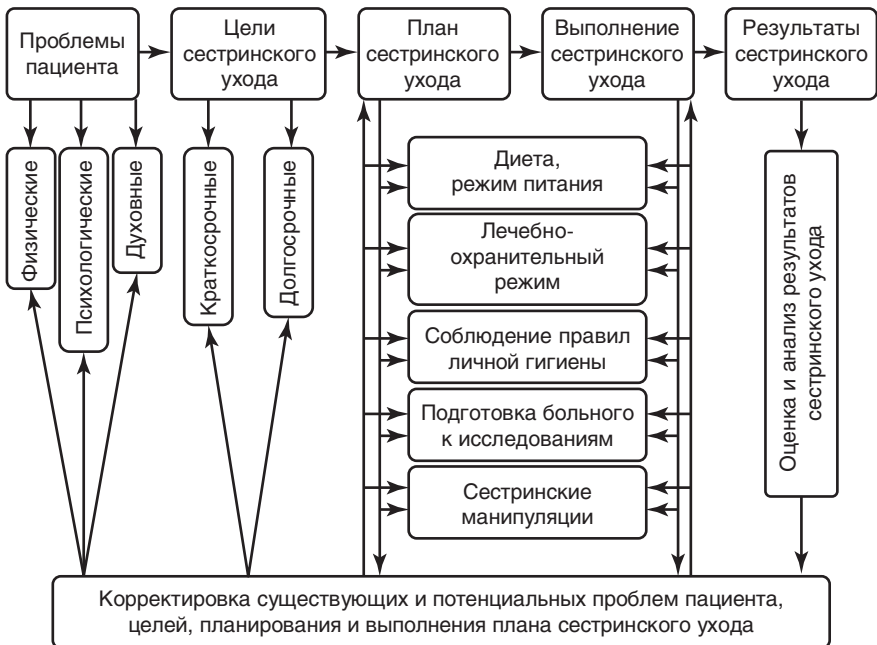 Проблемы
пациента
Цели
сестринского
ухода
План
сестринского
ухода
Выполнение
сестринского
ухода
Результаты
сестринского
ухода
Физические
Психологические
Духовные
Краткосрочные
Долгосрочные
Диета,
режим питания
Лечебно-
охранительный
режим
Соблюдение правил
личной гигиены
Подготовка больного
к исследованиям
Сестринские
манипуляции
Оценка и анализ результатов
сестринского ухода
Корректировка существующих и потенциальных проблем пациента,
целей, планирования и выполнения плана сестринского ухода